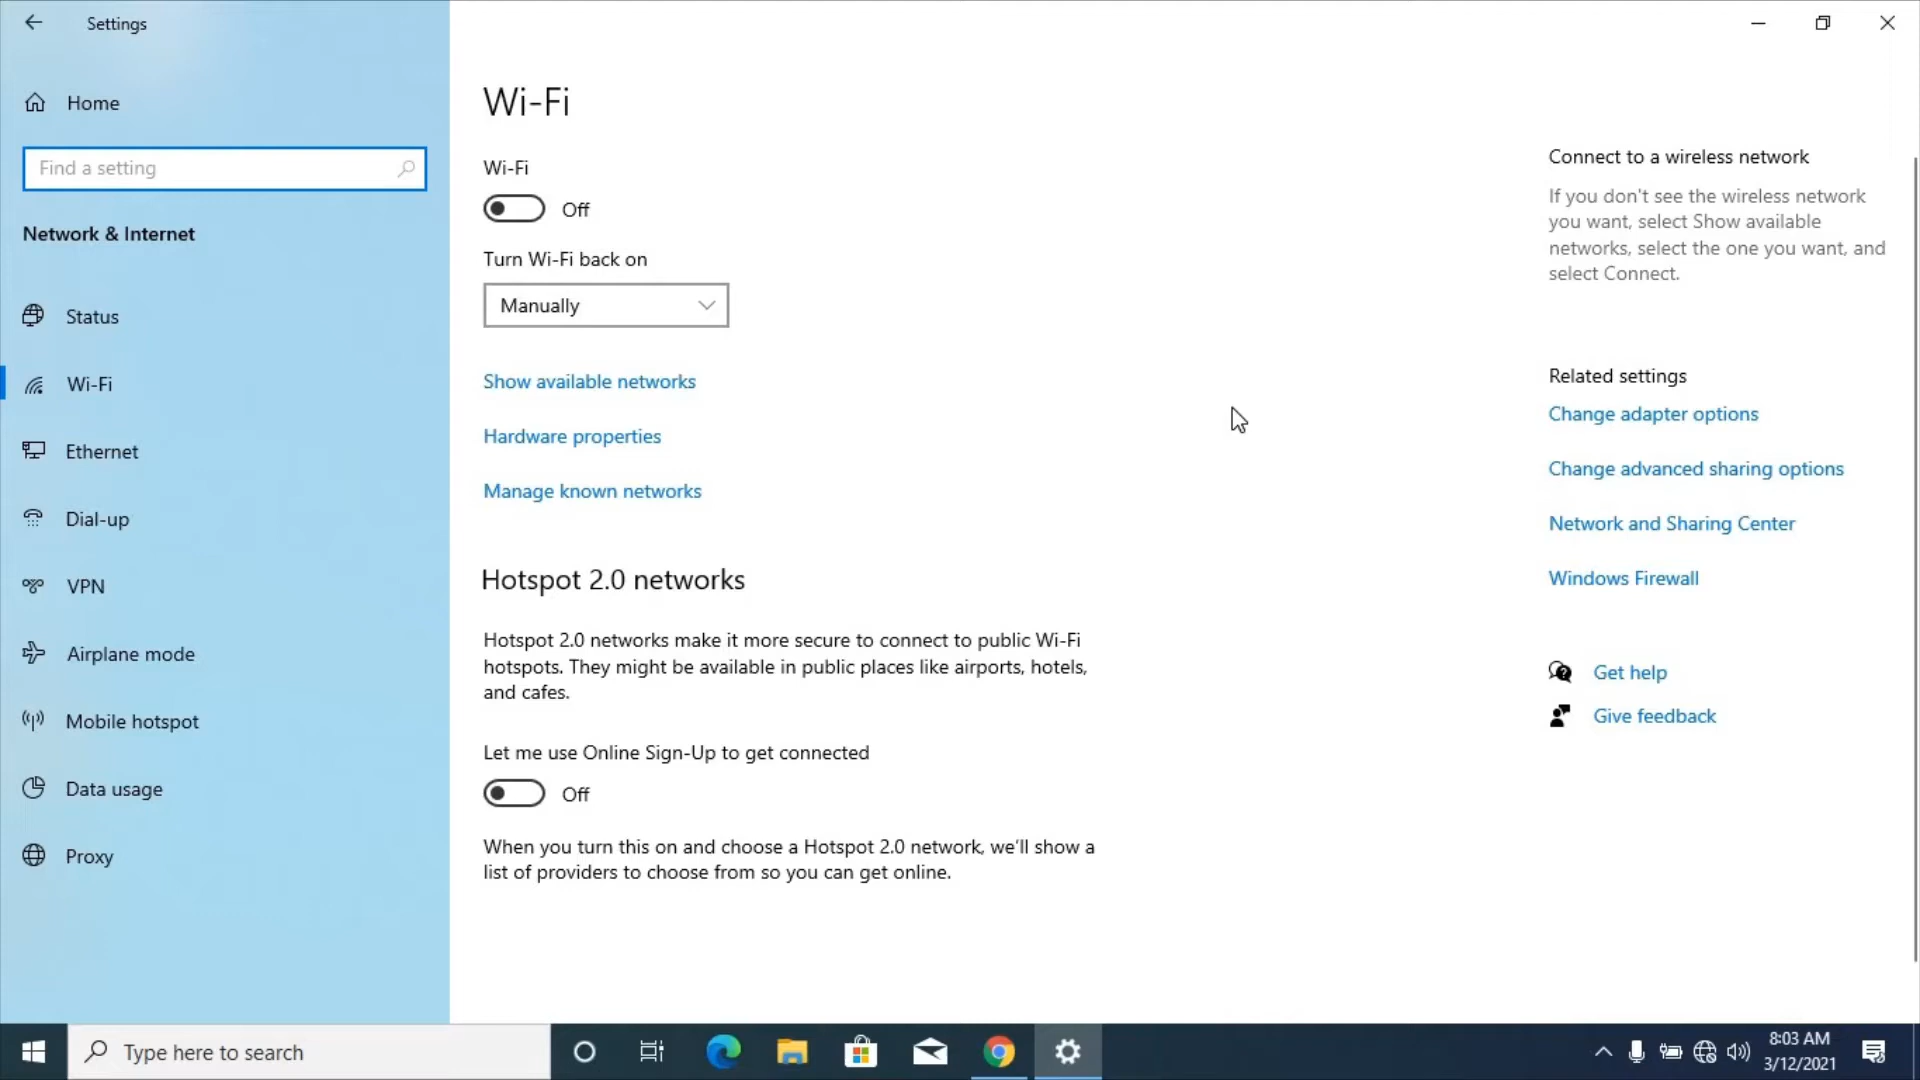 Settings
Home
Find a setting
Network & Internet
Status
Wi-Fi
Ethernet
Dial-up
VPN
Airplane mode
Mobile hotspot
Data usage
Proxy
Wi-Fi
Wi-Fi
Off
Turn Wi-Fi back on
Manually
Show available networks
Hardware properties
Manage known networks
Hotspot 2.0 networks
Hotspot 2.0 networks make it more secure to connect to public Wi-Fi
hotspots. They might be available in public places like airports, hotels,
and cafes.
Let me use Online Sign-Up to get connected
Off
When you turn this on and choose a Hotspot 2.0 network, we'll show a
list of providers to choose from so you can get online.
Connect to a wireless network
If you don't see the wireless network
you want, select Show available
networks, select the one you want, and
select Connect.
Related settings
Change adapter options
Change advanced sharing options
Network and Sharing Center
Windows Firewall
Get help
Give feedback
Type here to search
8:03 AM
3/12/2021